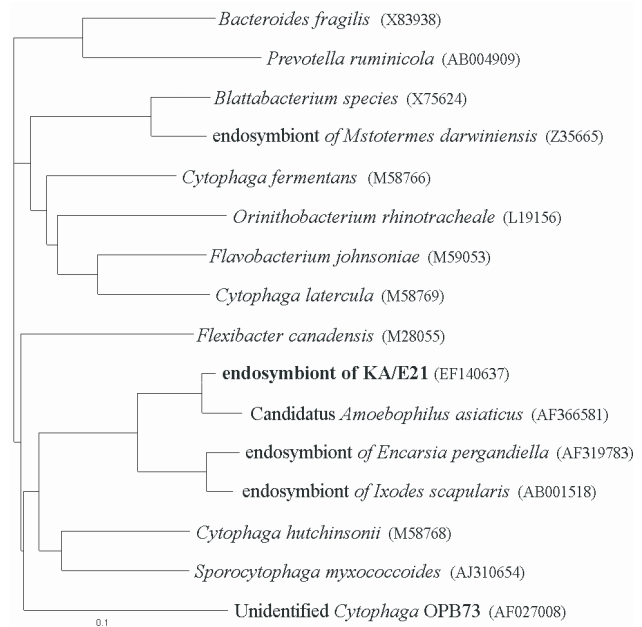 Bacteroides fragilis (X83938)
Prevotella ruminicola (AB004909)
Blattabacterium species (X75624)
endosymbiont of Mstotermes darwiniensis (Z35665)
Cytophaga fermentans (M58766)
Orinithobacterium rhinotracheale (L19156)
Flavobacterium johnsoniae (M59053)
Cytophaga latercula (M58769)
Flexibacter canadensis (M28055)
endosymbiont of KA/E21 (EF140637)
Candidatus Amoebophilus asiaticus (AF366581)
endosymbiont of Encarsia pergandiella (AF319783)
endosymbiont of Ixodes scapularis (AB001518)
Cytophaga hutchinsonii (M58768)
Sporocytophaga myxococcoides (AJ310654)
Unidentified Cytophaga OPB73 (AF027008)
0.1